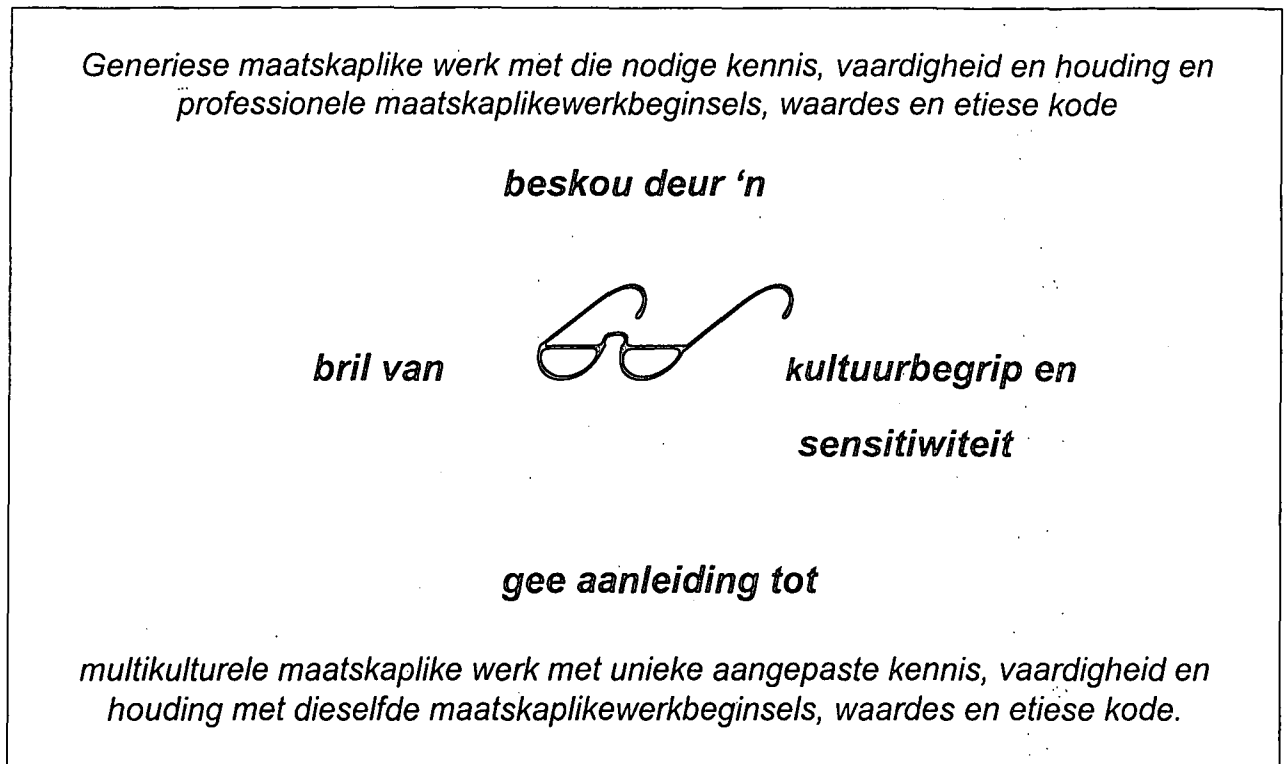 Generiese maatskaplike werk met die nodige kennis, vaardigheid en houding en
professionele maatskaplikewerkbeginsels, waardes en etiese kode
beskou deur ‘n
bril van kultuurbegrip en
sensitiwiteit
gee aanleiding tot
multikulturele maatskaplike werk met unieke aangepaste kennis, vaardigheid en
houding met dieselfde maatskaplikewerkbeginsels, waardes en etiese kode.